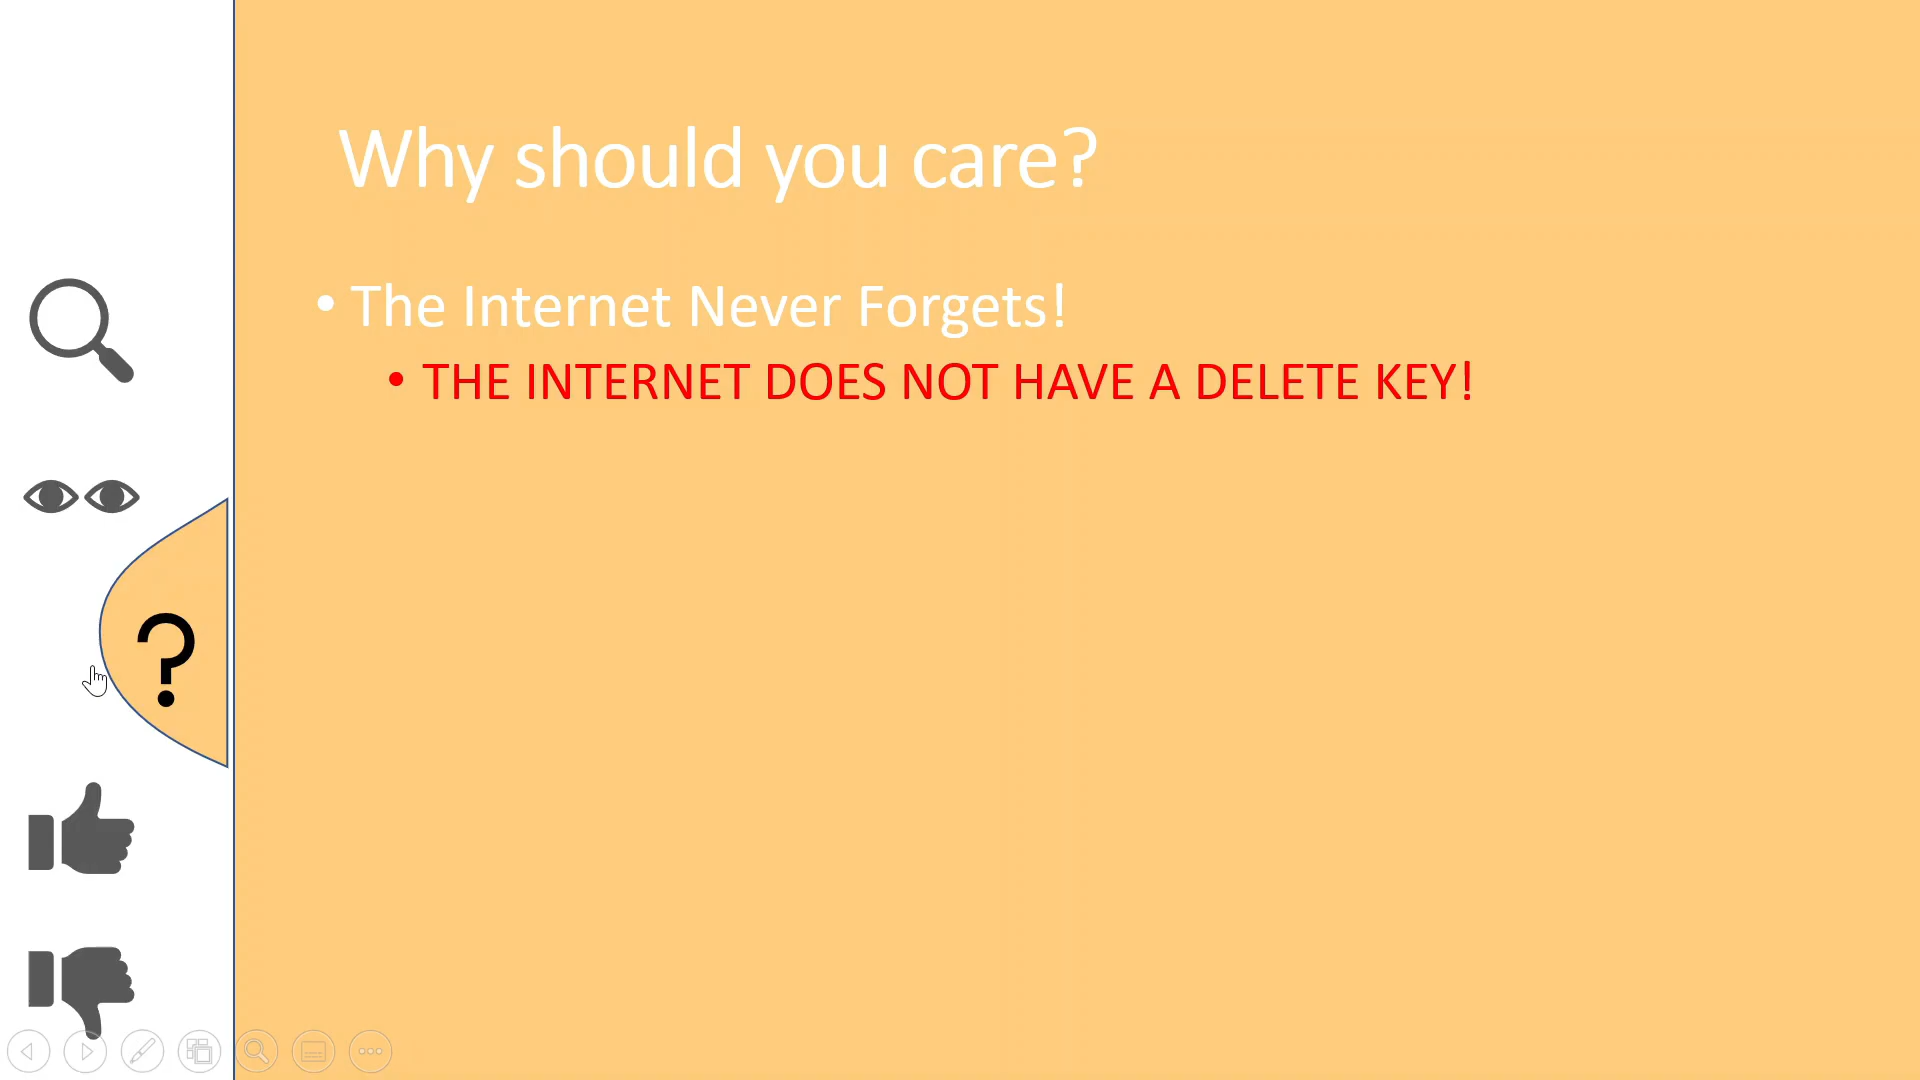 Why should you care?
• The Internet Never Forgets!
• THE INTERNET DOES NOT HAVE A DELETE KEY!
?